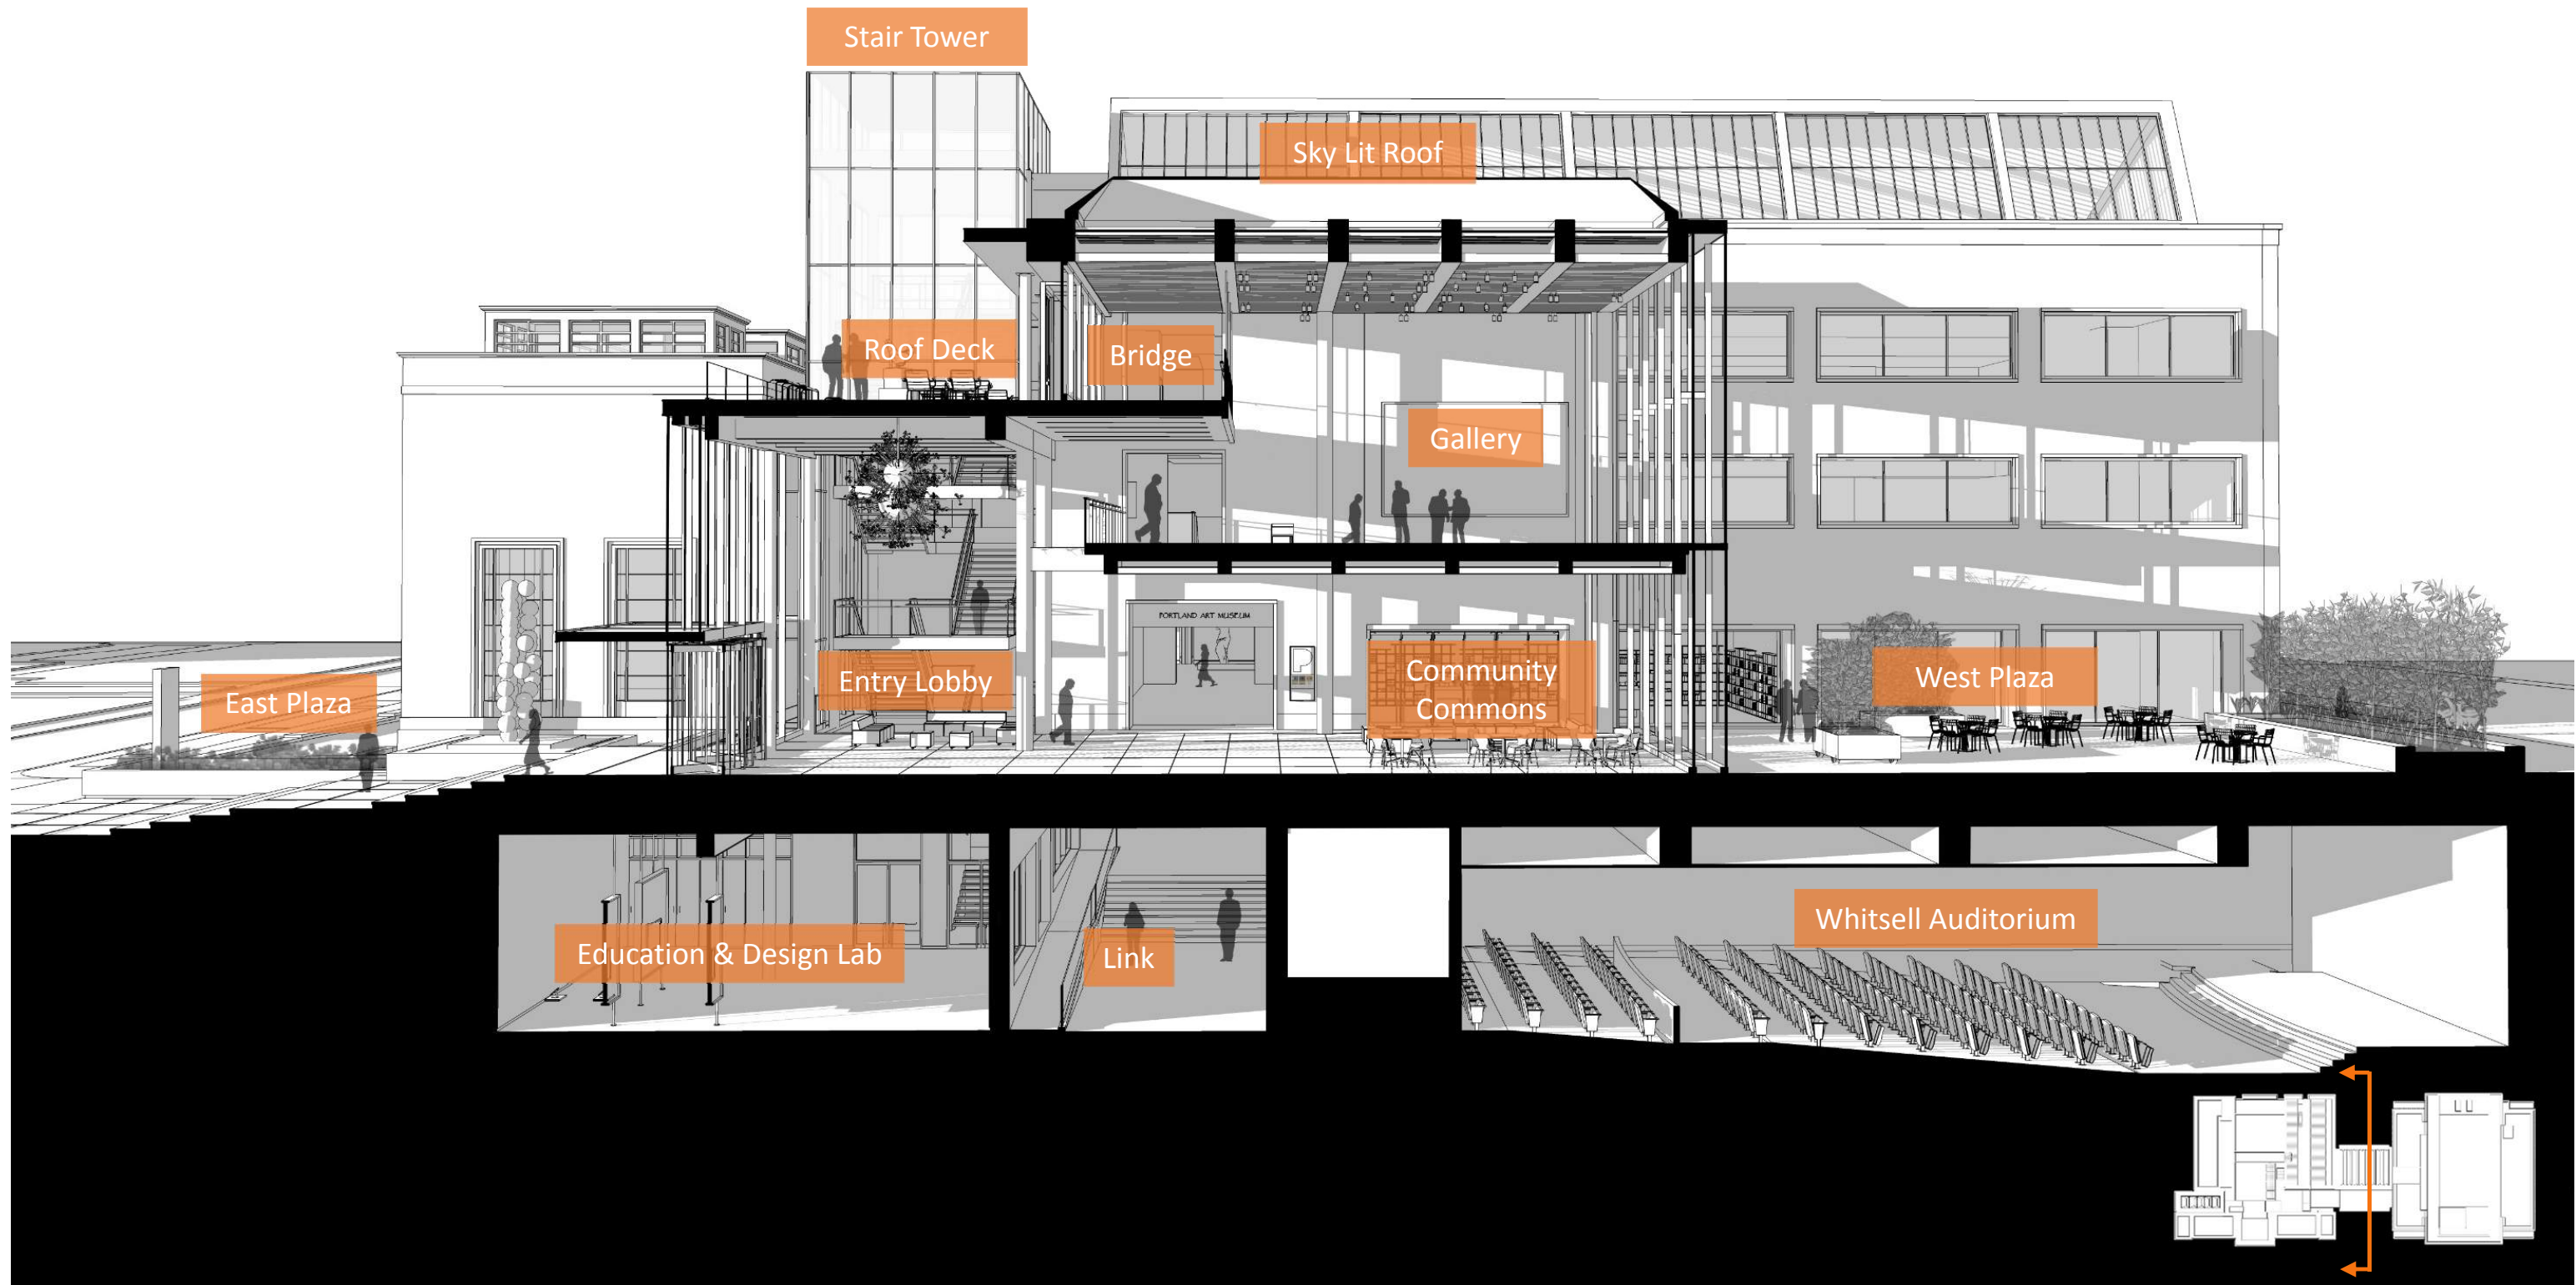 Stair Tower
Sky Lit Roof
Roof Deck
Bridge
Gallery
PORTLAND ART MUSEUM
East Plaza
Entry Lobby
Community
Commons
West Plaza
Education & Design Lab
Link
Whitsell Auditorium